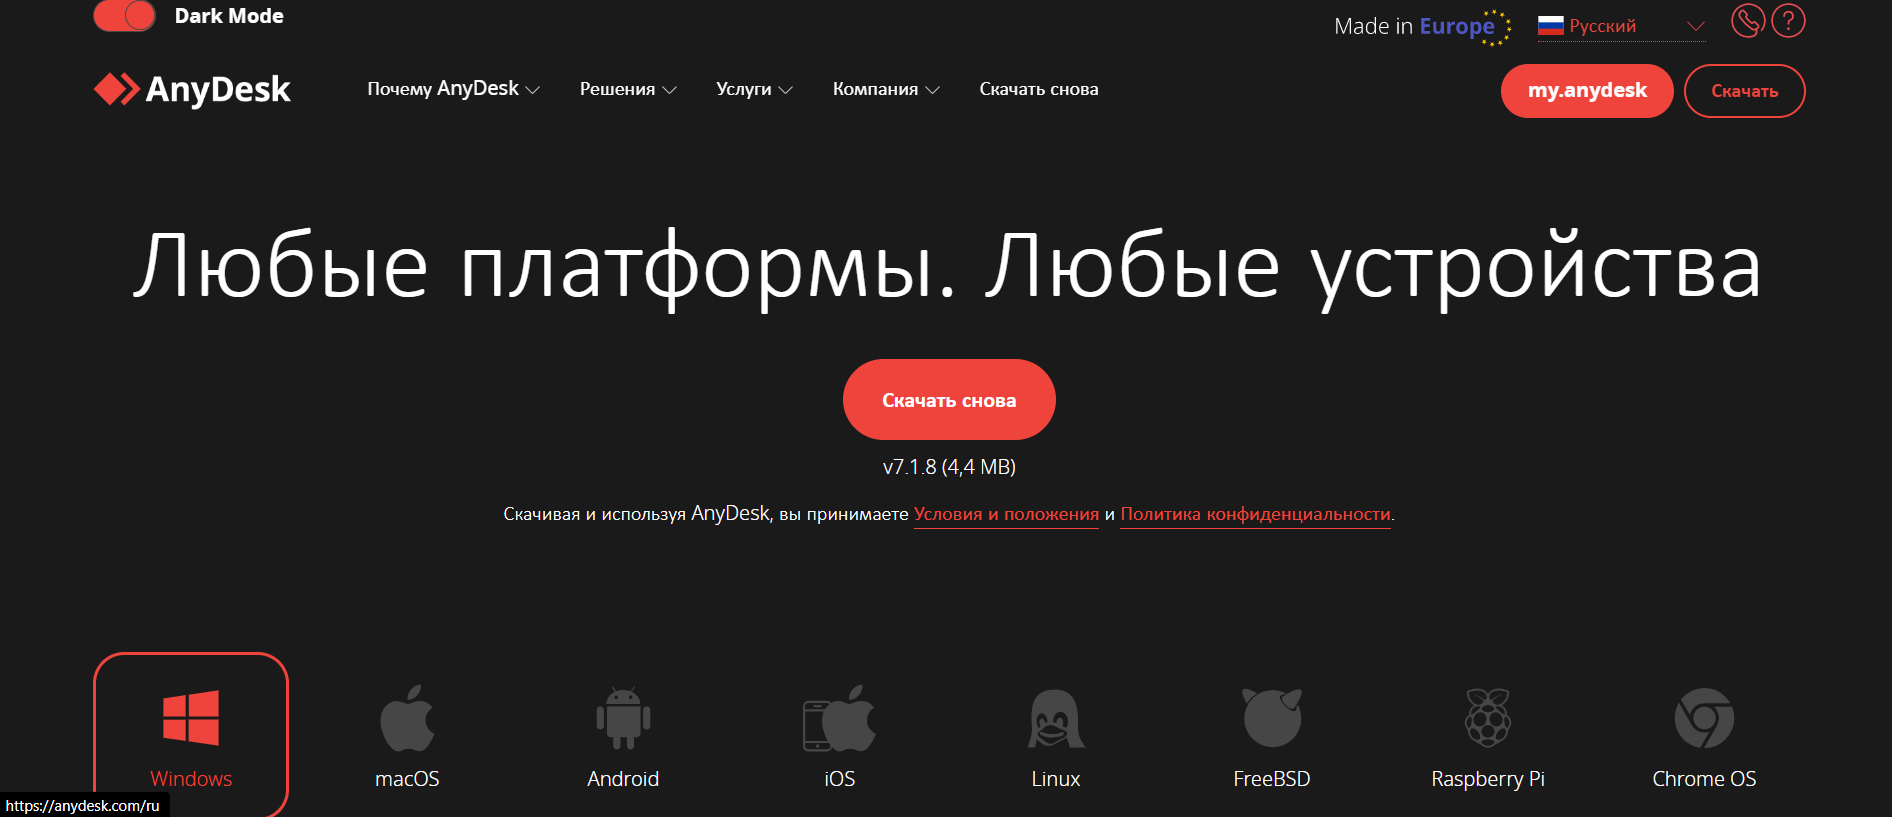 Dark Mode
Made in Europe
Русский
AnyDesk
Почему AnyDesk
Решения
Услуги
Компания
Скачать снова
my.anydesk
Скачать
Любые платформы. Любые устройства
Скачать снова
v7.1.8 (4,4 MB)
Скачивая и используя AnyDesk, вы принимаете Условия и положения и Политика конфиденциальности.
Windows
macOS
Android
iOS
Linux
FreeBSD
Raspberry Pi
Chrome OS
https://anydesk.com/ru